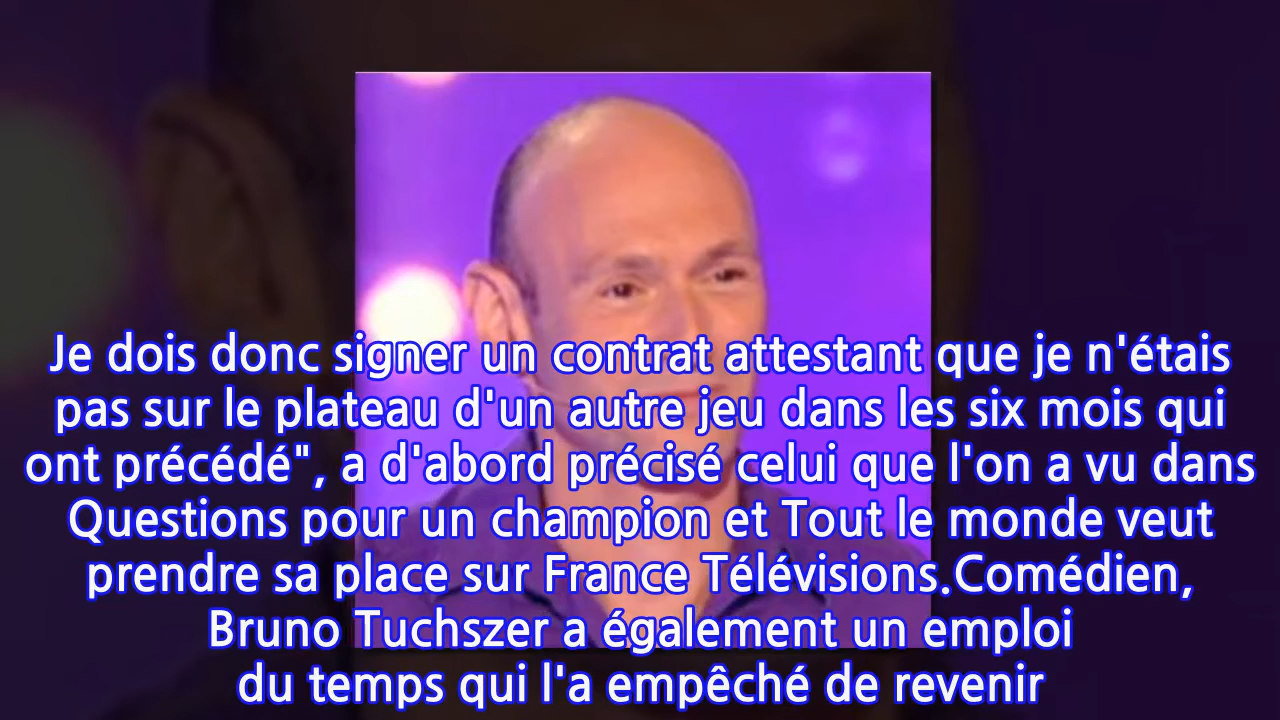 Je dois donc signer un contrat attestant que je n'étais
pas sur le plateau d'un autre jeu dans les six mois qui
ont précédé", a d'abord précisé celui que l'on a vu dans
Questions pour un champion et Tout le monde veut
prendre sa place sur France Télévisions.Comédien,
Bruno Tuchszer a également un emploi
du temps qui l'a empêché de revenir